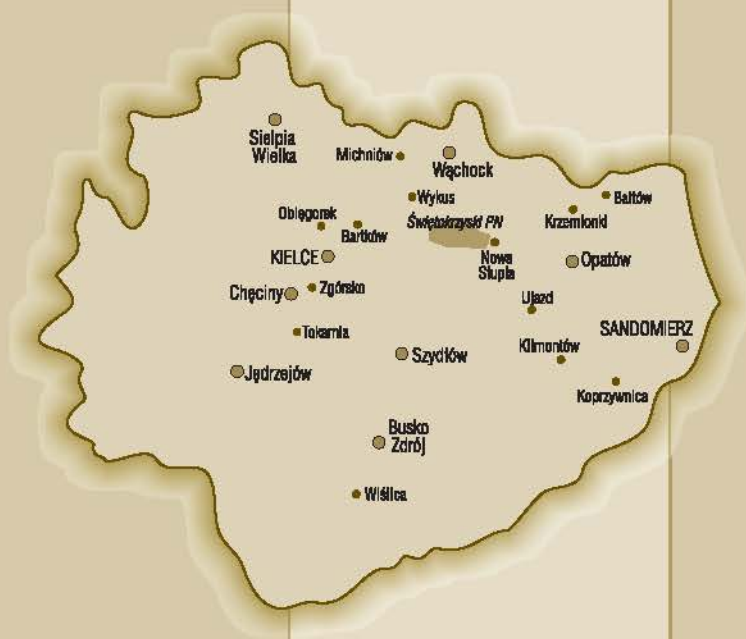 Sielpia
Wielka
Michniów
Wąchock
Wykus
Bałtów
Krzemionki
Oblęgorek
Bartków
Świętokrzyski PN
Nowa
Słupia
KIELCE
Opatów
Chęciny
Zgórsko
Ujazd
Tokarnia
SANDOMIERZ
Klimontów
Szydłów
Jędrzejów
Koprzywnica
Busko
Zdrój
Wiślica